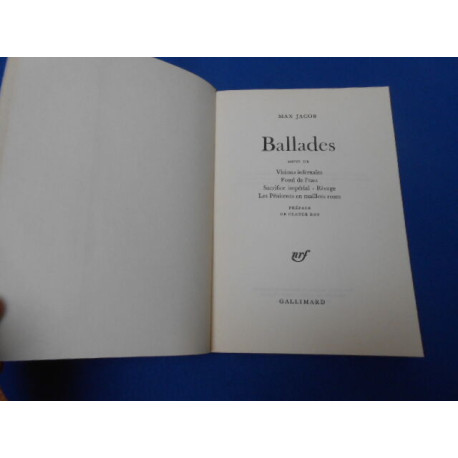 MAX JACOB
Ballades
SUIVI DE
Visions infernales
Fond de l'eau
Sacrifice impérial - Rivage
Les Pénitents en maillots roses
PRÉFACE
DE CLAUDE ROY
nrf
GALLIMARD